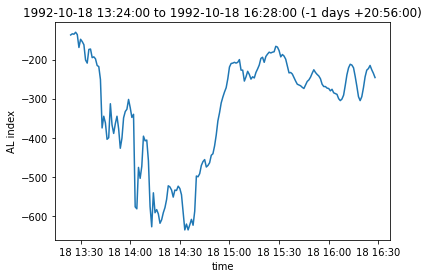 1992-10-18 13:24:00 to 1992-10-18 16:28:00 (-1 days +20:56:00)
AL index
−200
−300
−400
−500
−600
18 13:30 18 14:00 18 14:30 18 15:00 18 15:30 18 16:00 18 16:30
time